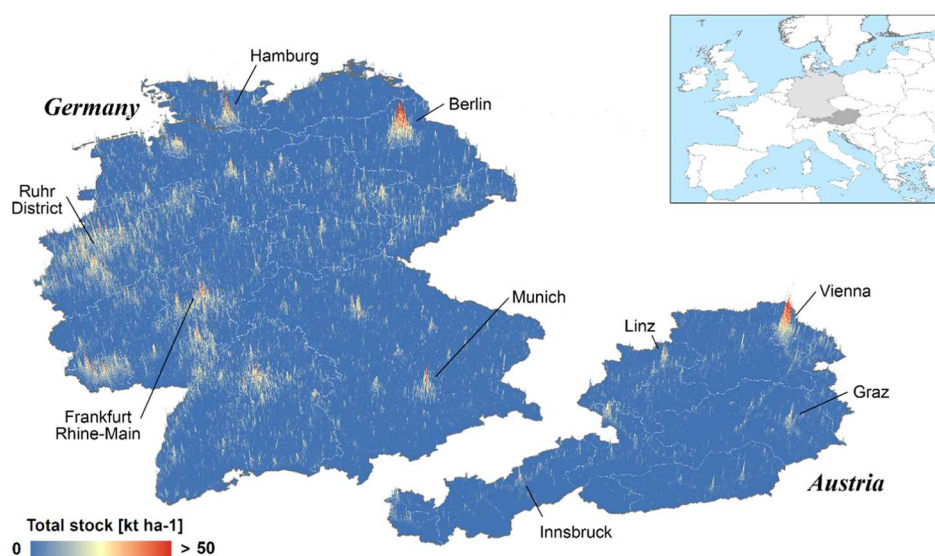 Hamburg
Germany
Berlin
Ruhr
District
Munich
Vienna
Linz
Frankfurt
Rhine-Main
Graz
Austria
Innsbruck
Total stock [kt ha-1]
0 > 50